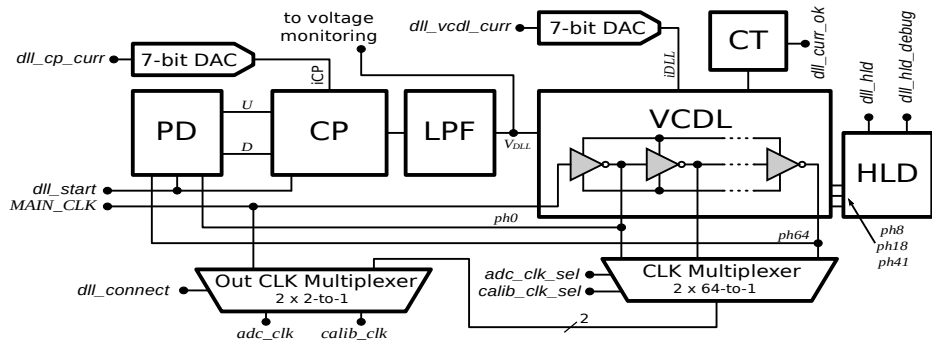 to voltage
monitoring
dll_vcdl_curr
7-bit DAC
CT
dll_curr_ok
dll_hld
dll_hld_debug
dll_cp_curr
7-bit DAC
iCP
iDLL
PD
U
D
CP
LPF
VDLL
VCDL
HLD
dll_start
MAIN_CLK
ph0
ph64
ph8
ph18
ph41
dll_connect
Out CLK Multiplexer
2 x 2-to-1
adc_clk
calib_clk
adc_clk_sel
calib_clk_sel
CLK Multiplexer
2 x 64-to-1
2